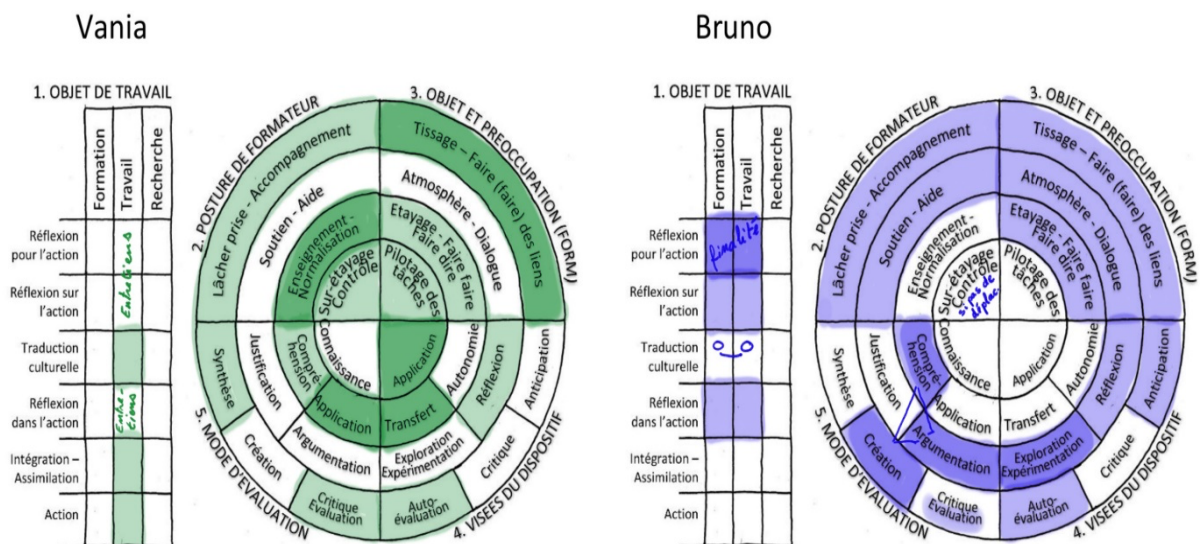 Vania
1. OBJET DE TRAVAIL
Formation
Travail
Recherche
Réflexion
pour l'action
Réflexion sur
l'action
Traduction
culturelle
Réflexion
dans l'action
Intégration –
Assimilation
Action
Entretiens
Entre-
tiens
2. POSTURE DE FORMATEUR
Lâcher prise - Accompagnement
Soutien - Aide
Enseignement -
Normalisation
Sur-étayage
Contrôle
3. OBJET ET PREOCCUPATION (FORM)
Tissage – Faire (faire) des liens
Atmosphère - Dialogue
Etayage - Faire faire
Faire dire
Pilotage des
tâches
Connaissance
Compré-
hension
Application
Justification
Argumentation
Synthèse
Création
Critique
Evaluation
5. MODE D'EVALUATION
Application
Transfert
Autonomie
Exploration
Expérimentation
Réflexion
Critique
Anticipation
Auto-
évaluation
4. VISEES DU DISPOSITIF
Bruno
1. OBJET DE TRAVAIL
Formation
Travail
Recherche
Réflexion
pour l'action
Réflexion sur
l'action
Traduction
culturelle
Réflexion
dans l'action
Intégration –
Assimilation
Action
finalité
2. POSTURE DE FORMATEUR
Lâcher prise - Accompagnement
Soutien - Aide
Enseignement -
Normalisation
Sur-étayage
Contrôle
si pas de
déplac.
3. OBJET ET PREOCCUPATION (FORM)
Tissage – Faire (faire) des liens
Atmosphère - Dialogue
Etayage - Faire faire
Faire dire
Pilotage des
tâches
Connaissance
Compré-
hension
Application
Justification
Argumentation
Synthèse
Création
Critique
Evaluation
5. MODE D'EVALUATION
Application
Transfert
Autonomie
Exploration
Expérimentation
Réflexion
Critique
Anticipation
Auto-
évaluation
4. VISEES DU DISPOSITIF